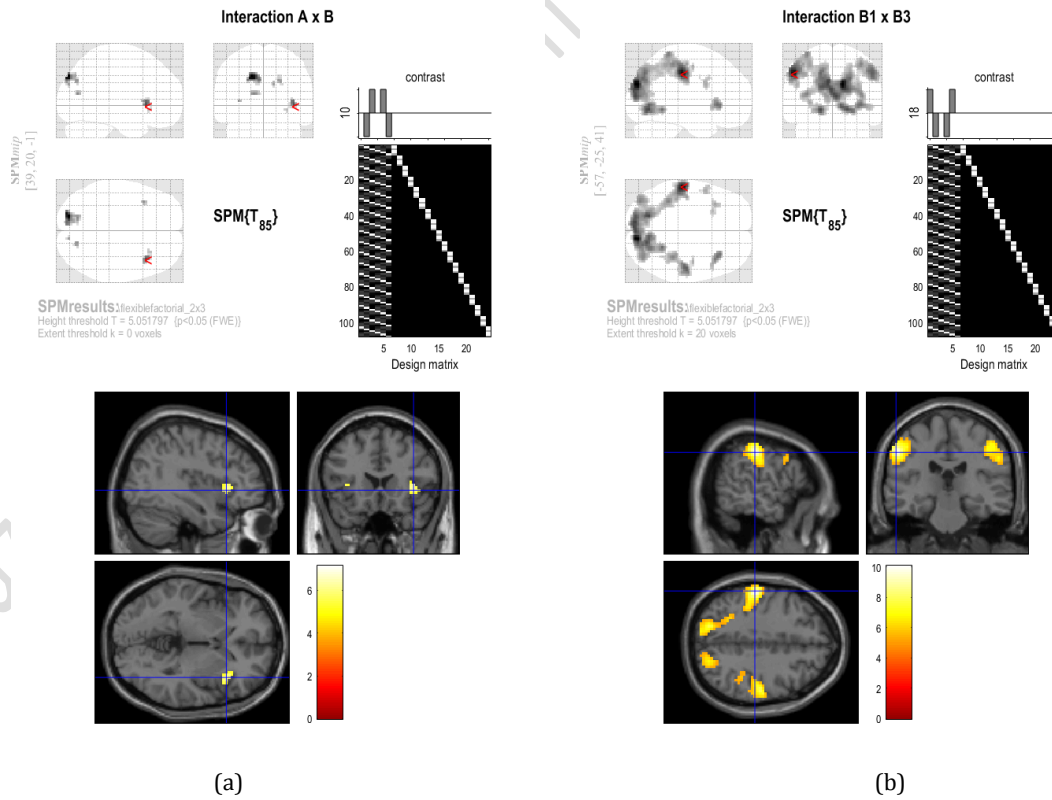 Interaction A x B
contrast
10
SPMmip
[39, 20, -1]
SPM{T85}
20
40
60
80
100
5 10 15 20
Design matrix
SPMresults: .\flexiblefactorial_2x3
Height threshold T = 5.051797 {p<0.05 (FWE)}
Extent threshold k = 0 voxels
6
4
2
0
(a)
Interaction B1 x B3
contrast
18
SPMmip
[-57, -25, 41]
SPM{T85}
20
40
60
80
100
5 10 15 20
Design matrix
SPMresults: .\flexiblefactorial_2x3
Height threshold T = 5.051797 {p<0.05 (FWE)}
Extent threshold k = 20 voxels
10
8
6
4
2
0
(b)